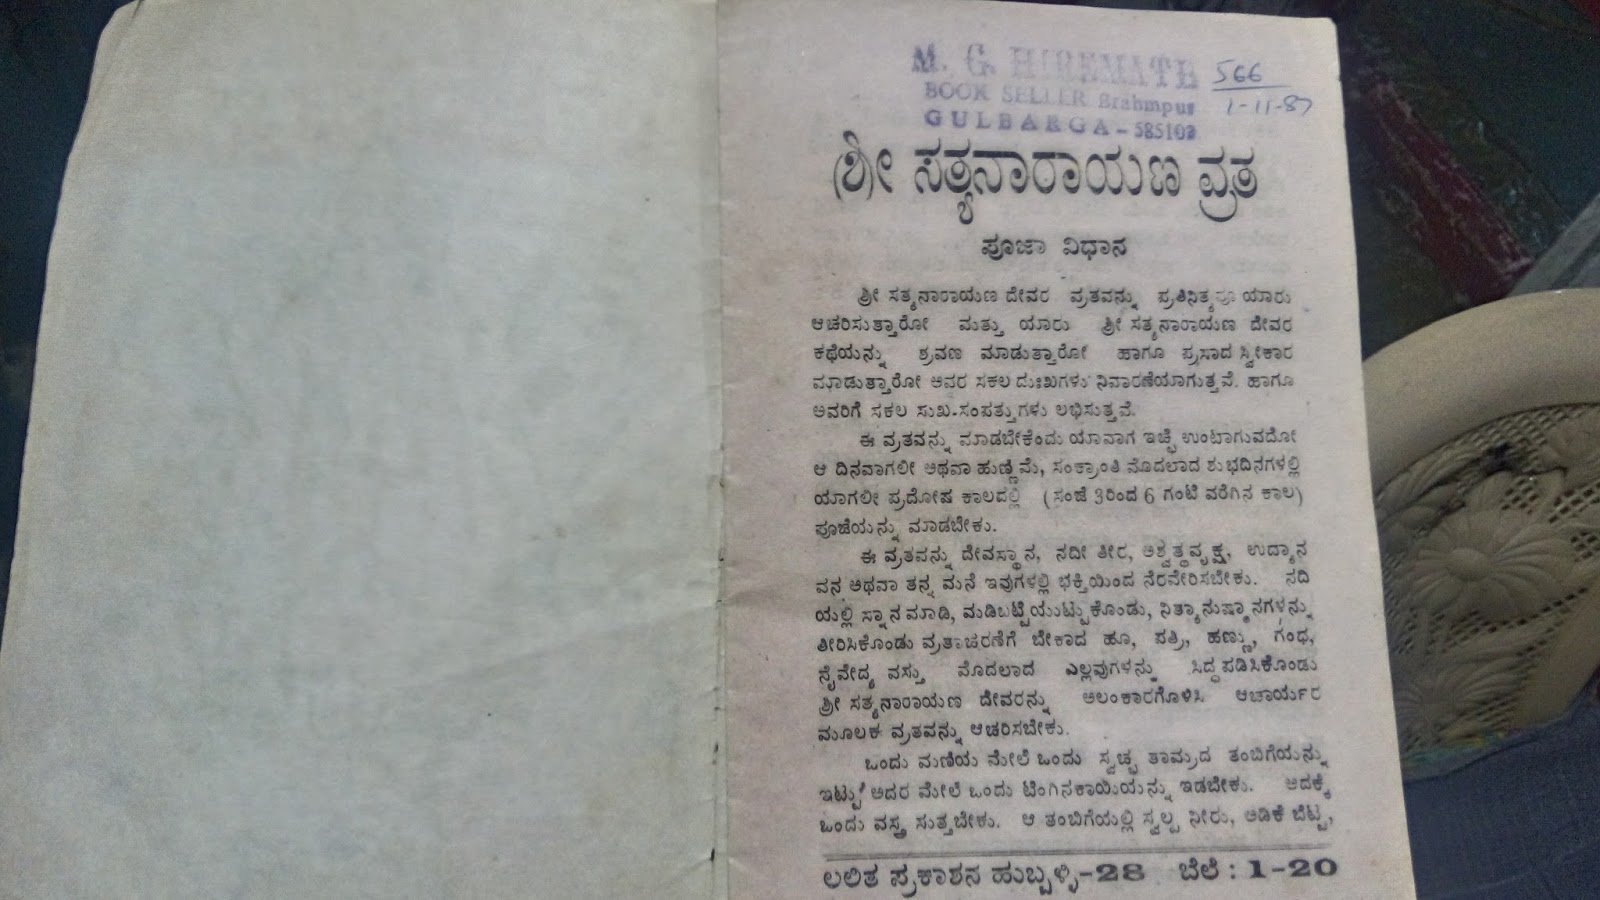 M. G. HIREMATH
BOOK SELLER Brahmpur
GULBARGA - 585103
566
1-11-87
ಶ್ರೀ ಸತ್ಯನಾರಾಯಣ ವ್ರತ
ಪೂಜಾ ವಿಧಾನ
ಶ್ರೀ ಸತ್ಯನಾರಾಯಣ ದೇವರ ವ್ರತವನ್ನು ಪ್ರತಿನಿತ್ಯವೂ ಯಾರು
ಆಚರಿಸುತ್ತಾರೋ ಮತ್ತು ಯಾರು ಶ್ರೀ ಸತ್ಯನಾರಾಯಣ ದೇವರ
ಕಥೆಯನ್ನು ಶ್ರವಣ ಮಾಡುತ್ತಾರೋ ಹಾಗೂ ಪ್ರಸಾದ ಸ್ವೀಕಾರ
ಮಾಡುತ್ತಾರೋ ಅವರ ಸಕಲ ದುಃಖಗಳು ನಿವಾರಣೆಯಾಗುತ್ತವೆ. ಹಾಗೂ
ಅವರಿಗೆ ಸಕಲ ಸುಖ-ಸಂಪತ್ತುಗಳು ಲಭಿಸುತ್ತವೆ.
ಈ ವ್ರತವನ್ನು ಮಾಡಬೇಕೆಂದು ಯಾವಾಗ ಇಚ್ಛೆ ಉಂಟಾಗುವದೋ
ಆ ದಿನವಾಗಲೀ ಅಥವಾ ಹುಣ್ಣಿಮೆ, ಸಂಕ್ರಾಂತಿ ಮೊದಲಾದ ಶುಭದಿನಗಳಲ್ಲಿ
ಯಾಗಲೀ ಪ್ರದೋಷ ಕಾಲದಲ್ಲಿ (ಸಂಜೆ 3ರಿಂದ 6 ಗಂಟೆ ವರೆಗಿನ ಕಾಲ)
ಪೂಜೆಯನ್ನು ಮಾಡಬೇಕು.
ಈ ವ್ರತವನ್ನು ದೇವಸ್ಥಾನ, ನದೀ ತೀರ, ಅಶ್ವತ್ಥವೃಕ್ಷ, ಉದ್ಯಾನ
ವನ ಅಥವಾ ತನ್ನ ಮನೆ ಇವುಗಳಲ್ಲಿ ಭಕ್ತಿಯಿಂದ ನೆರವೇರಿಸಬೇಕು. ನದಿ
ಯಲ್ಲಿ ಸ್ನಾನ ಮಾಡಿ, ಮಡಿಬಟ್ಟೆಯುಟ್ಟುಕೊಂಡು, ನಿತ್ಯಾನುಷ್ಠಾನಗಳನ್ನು
ತೀರಿಸಿಕೊಂಡು ವ್ರತಾಚರಣೆಗೆ ಬೇಕಾದ ಹೂ, ಪತ್ರಿ, ಹಣ್ಣು, ಗಂಧ,
ನೈವೇದ್ಯ ವಸ್ತು ಮೊದಲಾದ ಎಲ್ಲವುಗಳನ್ನು ಸಿದ್ಧಪಡಿಸಿಕೊಂಡು
ಶ್ರೀ ಸತ್ಯನಾರಾಯಣ ದೇವರನ್ನು ಅಲಂಕಾರಗೊಳಿಸಿ ಆಚಾರ್ಯರ
ಮೂಲಕ ವ್ರತವನ್ನು ಆಚರಿಸಬೇಕು.
ಒಂದು ಮಣಿಯ ಮೇಲೆ ಒಂದು ಸ್ವಚ್ಛ ತಾಮ್ರದ ತಂಬಿಗೆಯನ್ನು
ಇಟ್ಟು ಅದರ ಮೇಲೆ ಒಂದು ಟೆಂಗಿನಕಾಯಿಯನ್ನು ಇಡಬೇಕು. ಅದಕ್ಕೆ
ಒಂದು ವಸ್ತ್ರ ಸುತ್ತಬೇಕು. ಆ ತಂಬಿಗೆಯಲ್ಲಿ ಸ್ವಲ್ಪ ನೀರು, ಅಡಿಕೆ ಬೆಟ್ಟ,
ಲಲಿತ ಪ್ರಕಾಶನ ಹುಬ್ಬಳ್ಳಿ-28 ಬೆಲೆ : 1-20